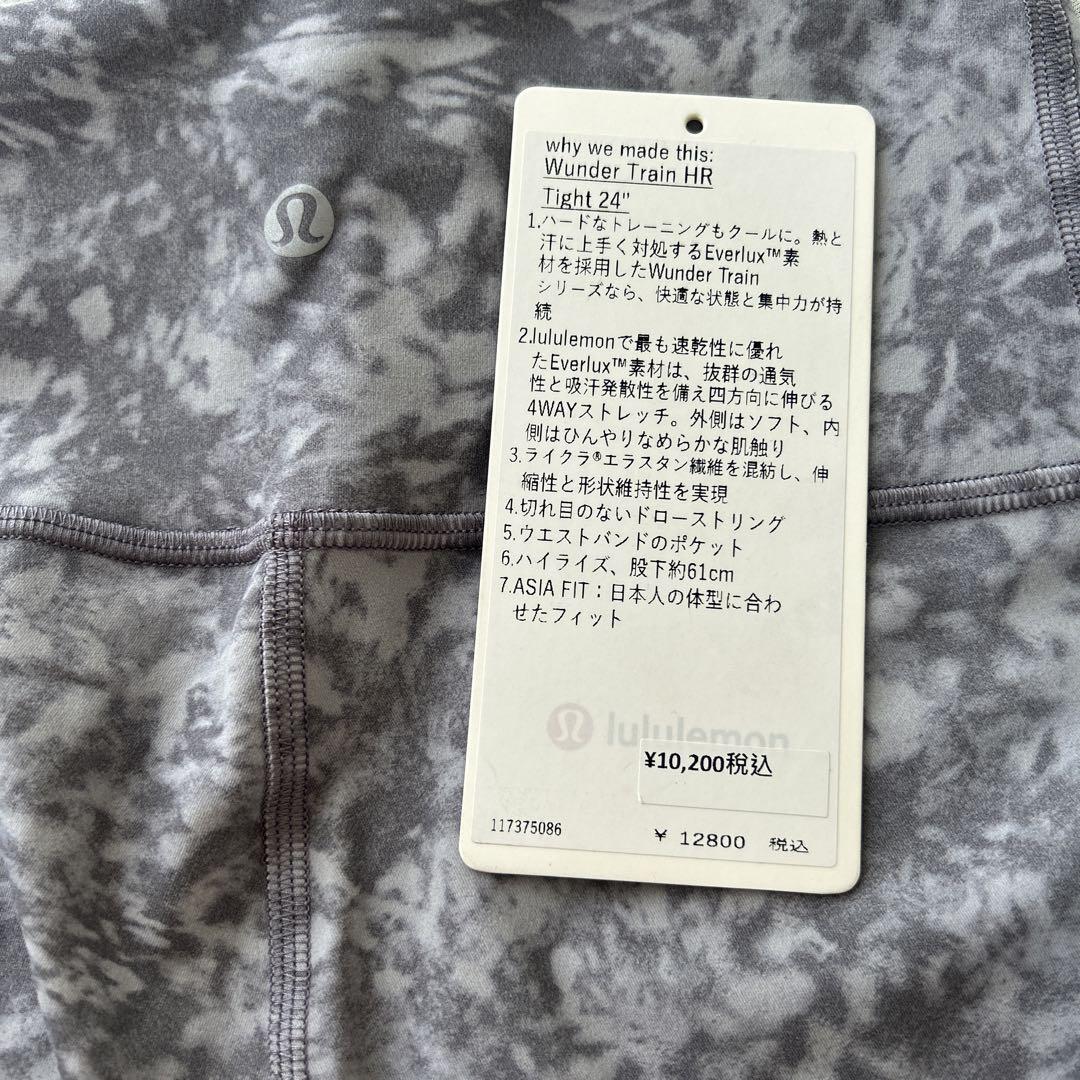 why we made this:
Wunder Train HR
Tight 24"
1.ハードなトレーニングもクールに。熱と
汗に上手く対処するEverlux™素
材を採用したWunder Train
シリーズなら、快適な状態と集中力が持
続
2.lululemonで最も速乾性に優れ
たEverlux™素材は、抜群の通気
性と吸汗発散性を備え四方向に伸びる
4WAYストレッチ。外側はソフト、内
側はひんやりなめらかな肌触り
3.ライクラ®エラスタン繊維を混紡し、伸
縮性と形状維持性を実現
4.切れ目のないドローストリング
5.ウエストバンドのポケット
6.ハイライズ、股下約61cm
7.ASIA FIT：日本人の体型に合わ
せたフィット
lululemon
¥10,200税込
117375086
¥ 12800 税込